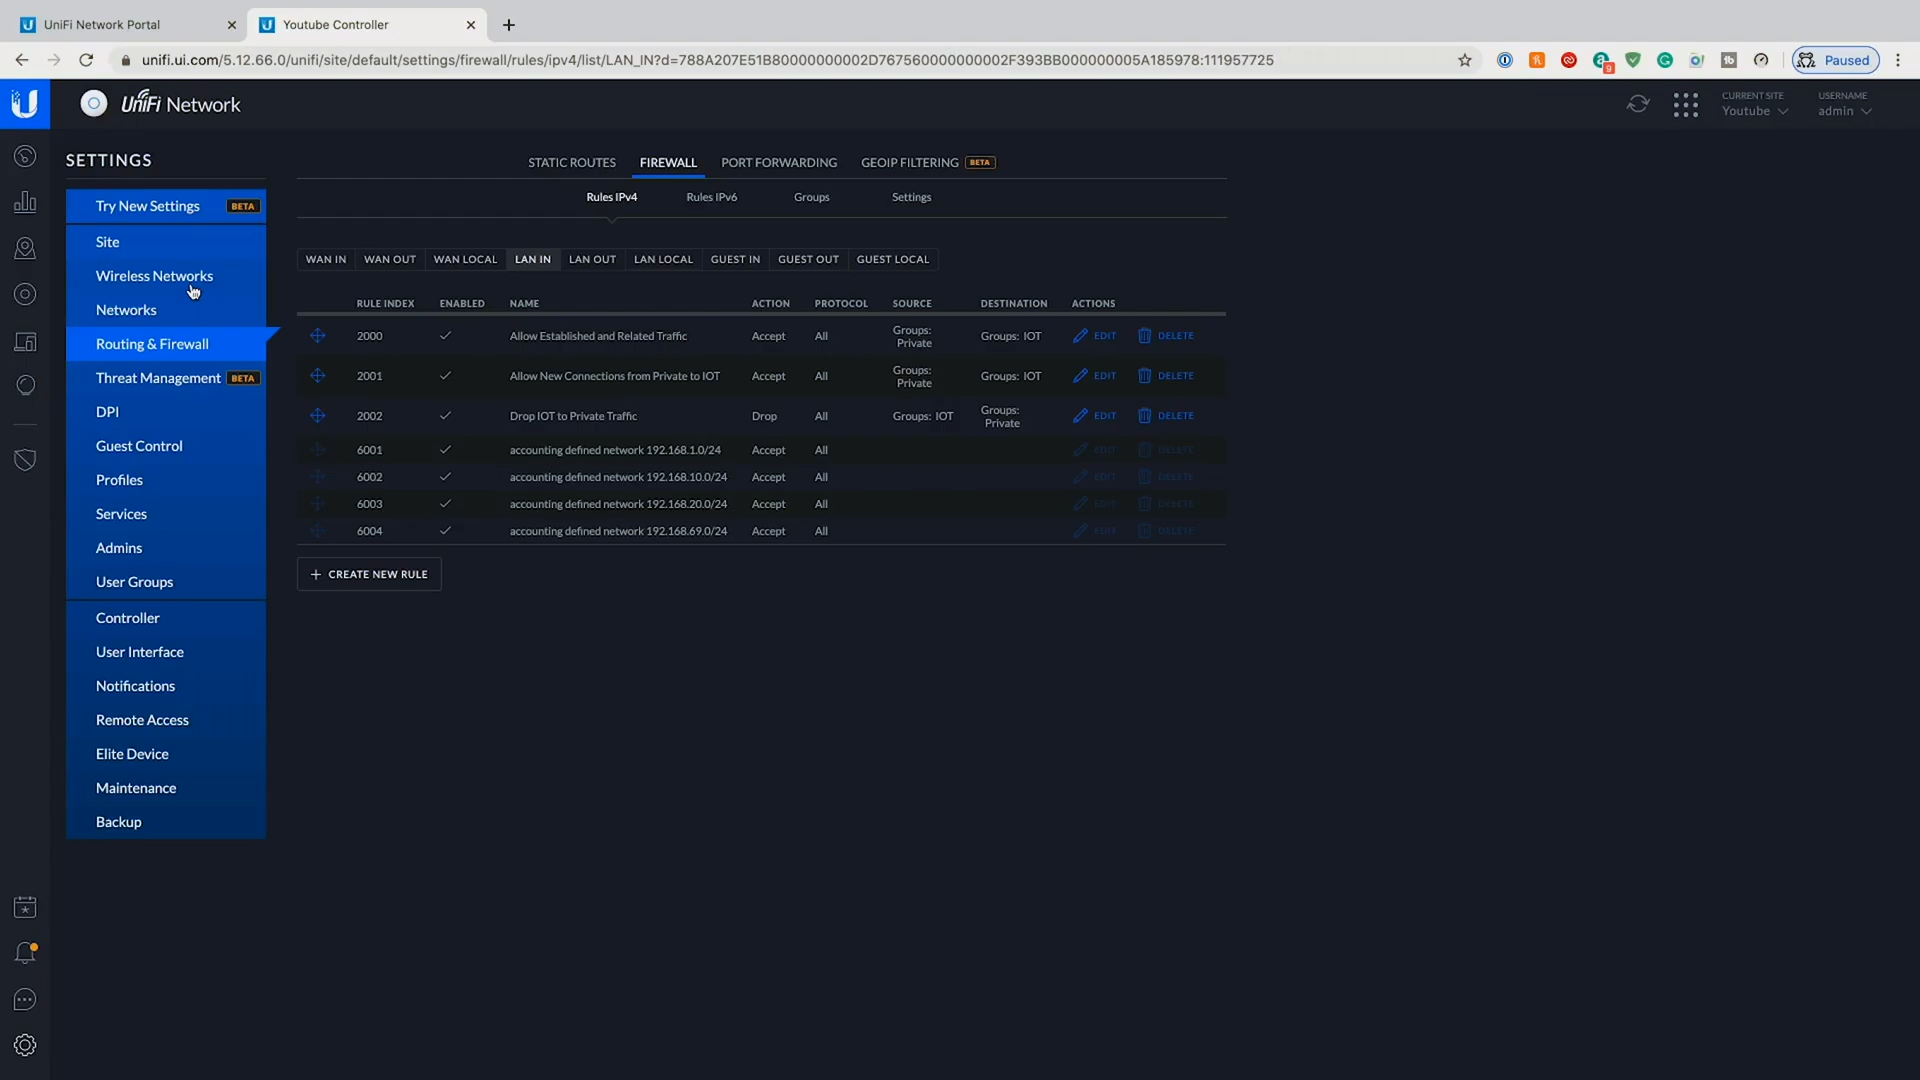 UniFi Network Portal
Youtube Controller
unifi.ui.com/5.12.66.0/unifi/site/default/settings/firewall/rules/ipv4/list/LAN_IN?d=788A207E51B80000000002D767560000000002F393BB000000005A185978:111957725
9
Paused
UniFi Network
CURRENT SITE
Youtube
USERNAME
admin
SETTINGS
Try New Settings BETA
Site
Wireless Networks
Networks
Routing & Firewall
Threat Management BETA
DPI
Guest Control
Profiles
Services
Admins
User Groups
Controller
User Interface
Notifications
Remote Access
Elite Device
Maintenance
Backup
STATIC ROUTES FIREWALL PORT FORWARDING GEOIP FILTERING BETA
Rules IPv4 Rules IPv6 Groups Settings
WAN IN WAN OUT WAN LOCAL LAN IN LAN OUT LAN LOCAL GUEST IN GUEST OUT GUEST LOCAL
RULE INDEX ENABLED NAME ACTION PROTOCOL SOURCE DESTINATION ACTIONS
2000 Allow Established and Related Traffic Accept All Groups: Private Groups: IOT EDIT DELETE
2001 Allow New Connections from Private to IOT Accept All Groups: Private Groups: IOT EDIT DELETE
2002 Drop IOT to Private Traffic Drop All Groups: IOT Groups: Private EDIT DELETE
6001 accounting defined network 192.168.1.0/24 Accept All EDIT DELETE
6002 accounting defined network 192.168.10.0/24 Accept All EDIT DELETE
6003 accounting defined network 192.168.20.0/24 Accept All EDIT DELETE
6004 accounting defined network 192.168.69.0/24 Accept All EDIT DELETE
+ CREATE NEW RULE